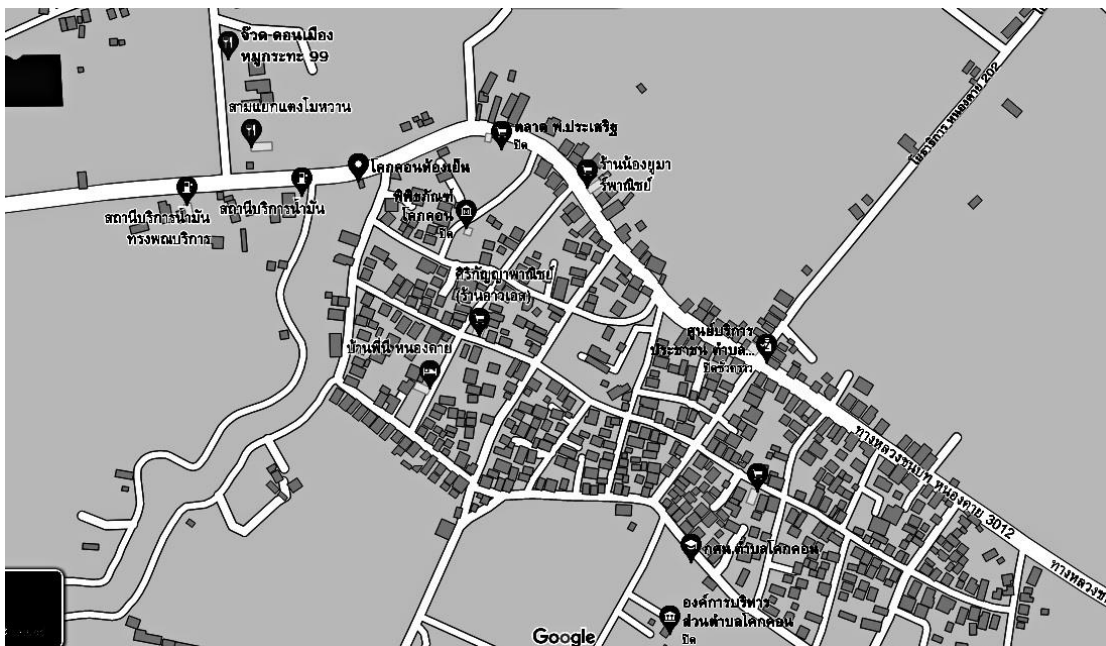 จ๊วด-ดอนเมือง
หมูกระทะ 99
สามแยกแตงโมหวาน
โยธาธิการ หนองคาย 202
ตลาด พ.ประเสริฐ
ปิด
โคกคอนท้องเย็น
ร้านน้องยูมา
ร์พาณิชย์
พิพิธภัณฑ์
โคกคอน
ปิด
สถานีบริการน้ำมัน
สถานีบริการน้ำมัน
ทรงพณบริการ
ศิริกัญญาพาณิชย์
(ร้านอาวเอส)
สูนย์บริการ
ประชาชน ตำบล...
ปิดชั่วคราว
บ้านพี่นี หนองคาย
ทางหลวงชนบท หนองคาย 3012
ทางหลวงช
กศน.ตำบลโคกคอน
องค์การบริหาร
ส่วนตำบลโคกคอน
ปิด
Google